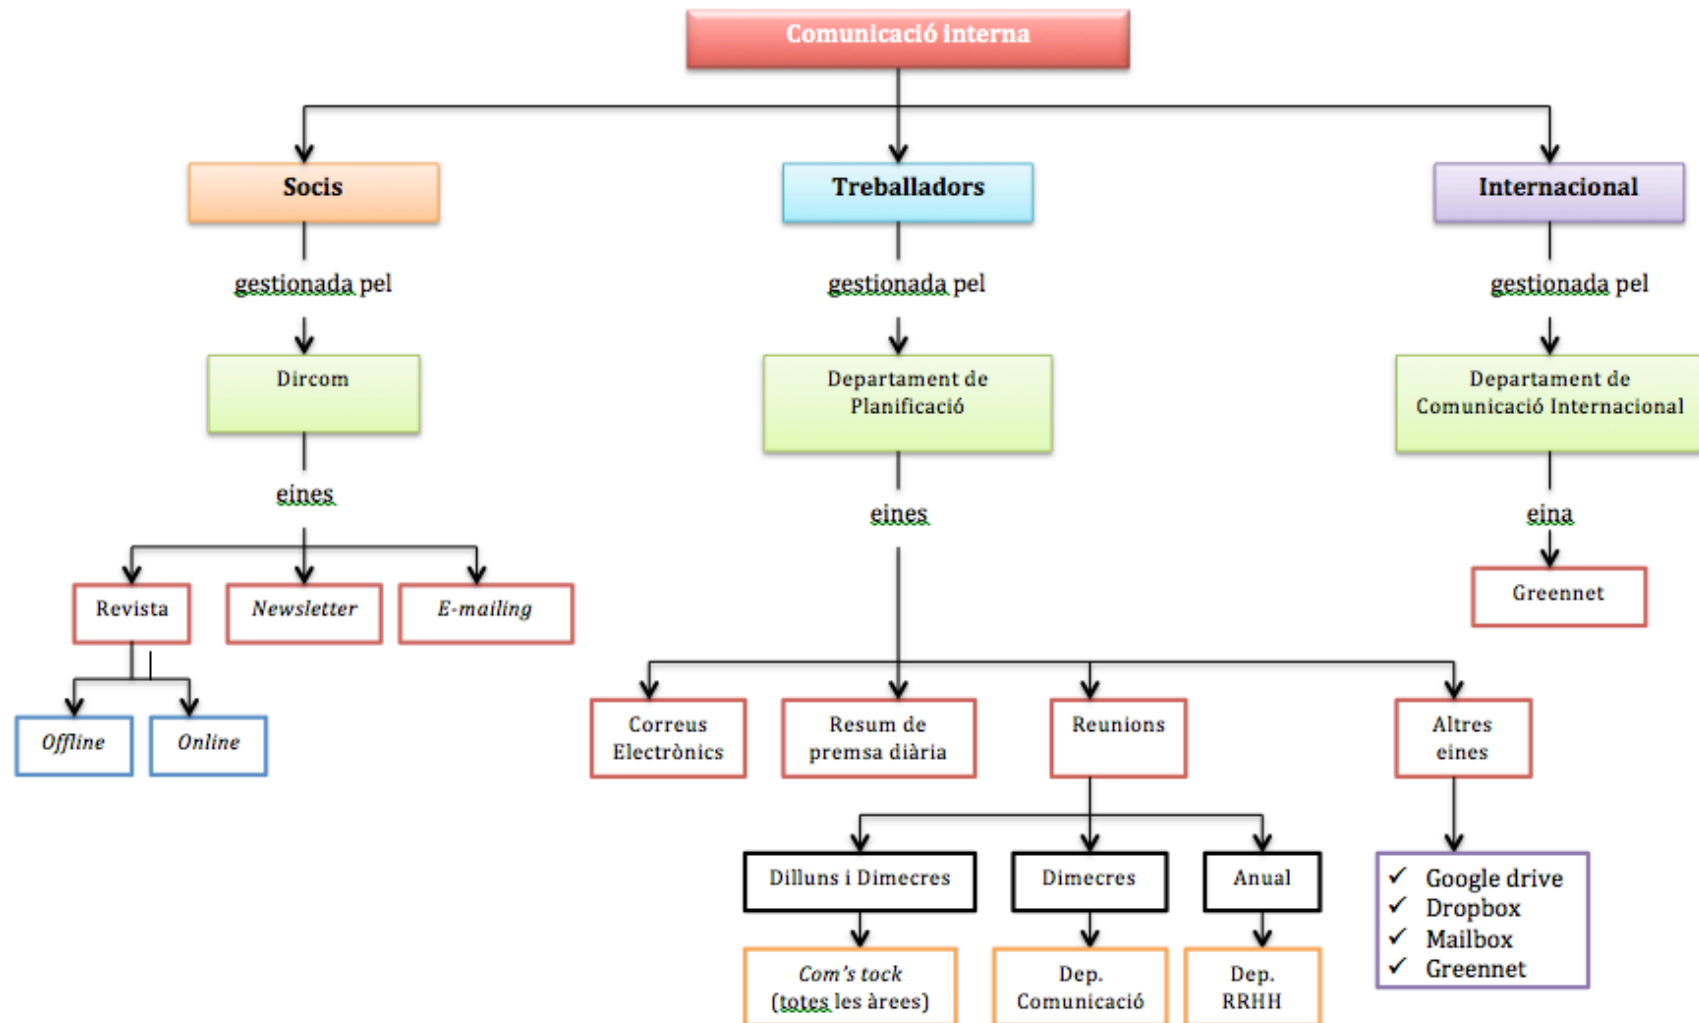 Comunicació interna
Socis
Treballadors
Internacional
gestionada pel
gestionada pel
gestionada pel
Dircom
Departament de
Planificació
Departament de
Comunicació Internacional
eines
eines
eina
Revista
Newsletter
E-mailing
Greennet
Offline
Online
Correus
Electrònics
Resum de
premsa diària
Reunions
Altres
eines
Dilluns i Dimecres
Dimecres
Anual
Google drive
Dropbox
Mailbox
Greennet
Com's tock
(totes les àrees)
Dep.
Comunicació
Dep.
RRHH